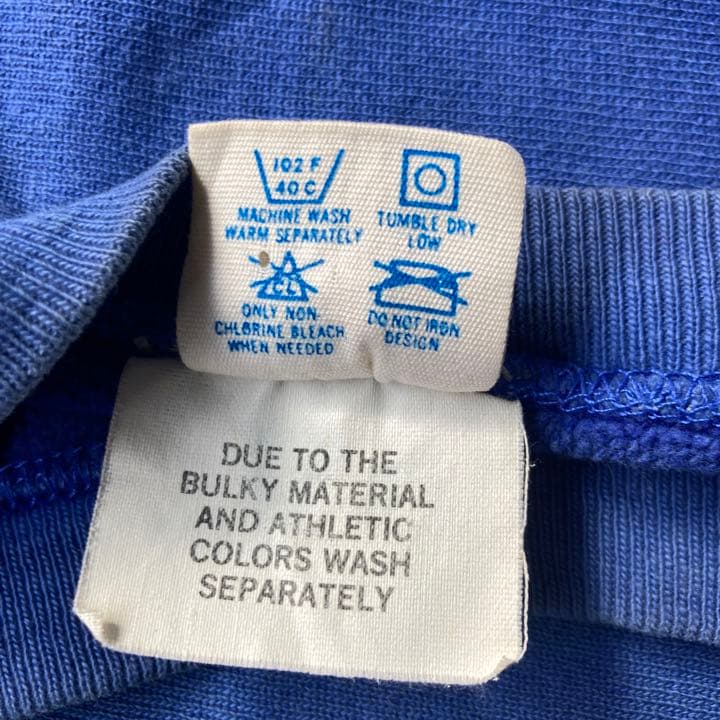 102 F
40 C
MACHINE WASH
WARM SEPARATELY
TUMBLE DRY
LOW
CL
ONLY NON
CHLORINE BLEACH
WHEN NEEDED
DO NOT IRON
DESIGN
DUE TO THE
BULKY MATERIAL
AND ATHLETIC
COLORS WASH
SEPARATELY